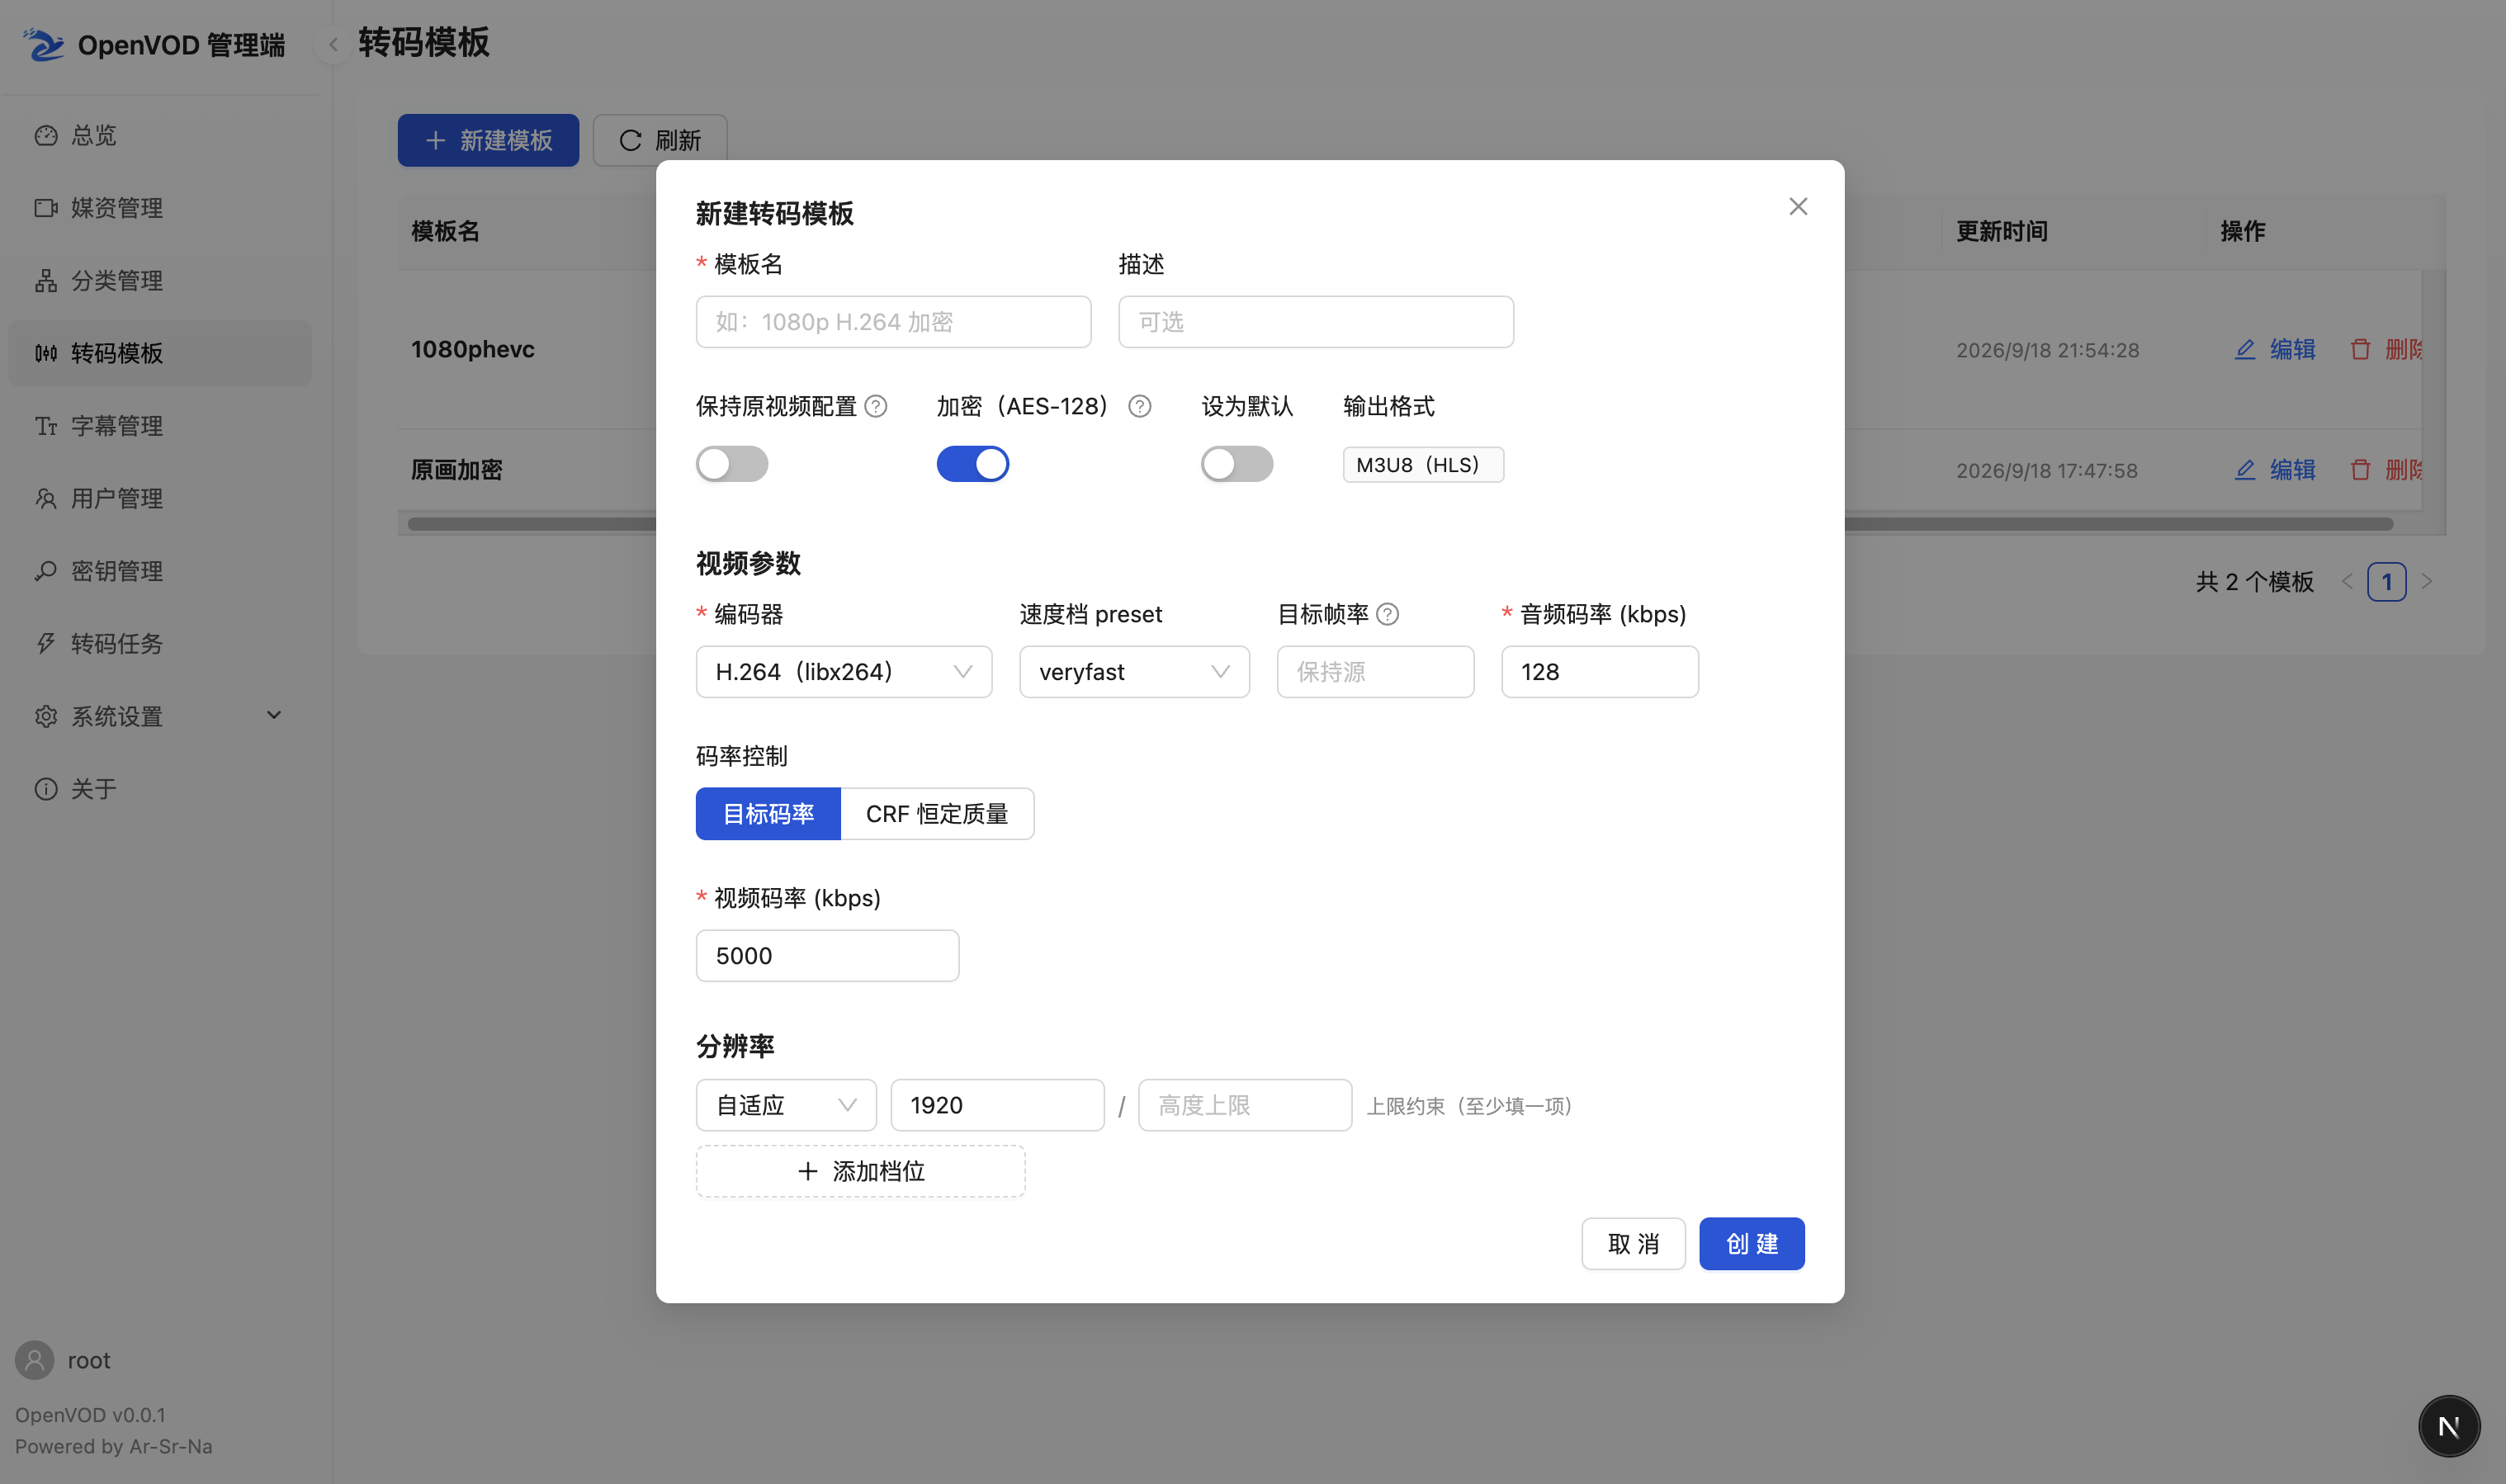 OpenVOD 管理端
总览
媒资管理
分类管理
转码模板
字幕管理
用户管理
密钥管理
转码任务
系统设置
关于
root
OpenVOD v0.0.1
Powered by Ar-Sr-Na
转码模板
新建模板
刷新
模板名
更新时间
操作
1080phevc
2026/9/18 21:54:28
编辑
删除
原画加密
2026/9/18 17:47:58
编辑
删除
共 2 个模板
1
新建转码模板
* 模板名
描述
如：1080p H.264 加密
可选
保持原视频配置
加密（AES-128）
设为默认
输出格式
M3U8（HLS）
视频参数
* 编码器
速度档 preset
目标帧率
* 音频码率 (kbps)
H.264（libx264）
veryfast
保持源
128
码率控制
目标码率
CRF 恒定质量
* 视频码率 (kbps)
5000
分辨率
自适应
1920
/
高度上限
上限约束（至少填一项）
添加档位
取 消
创 建
N